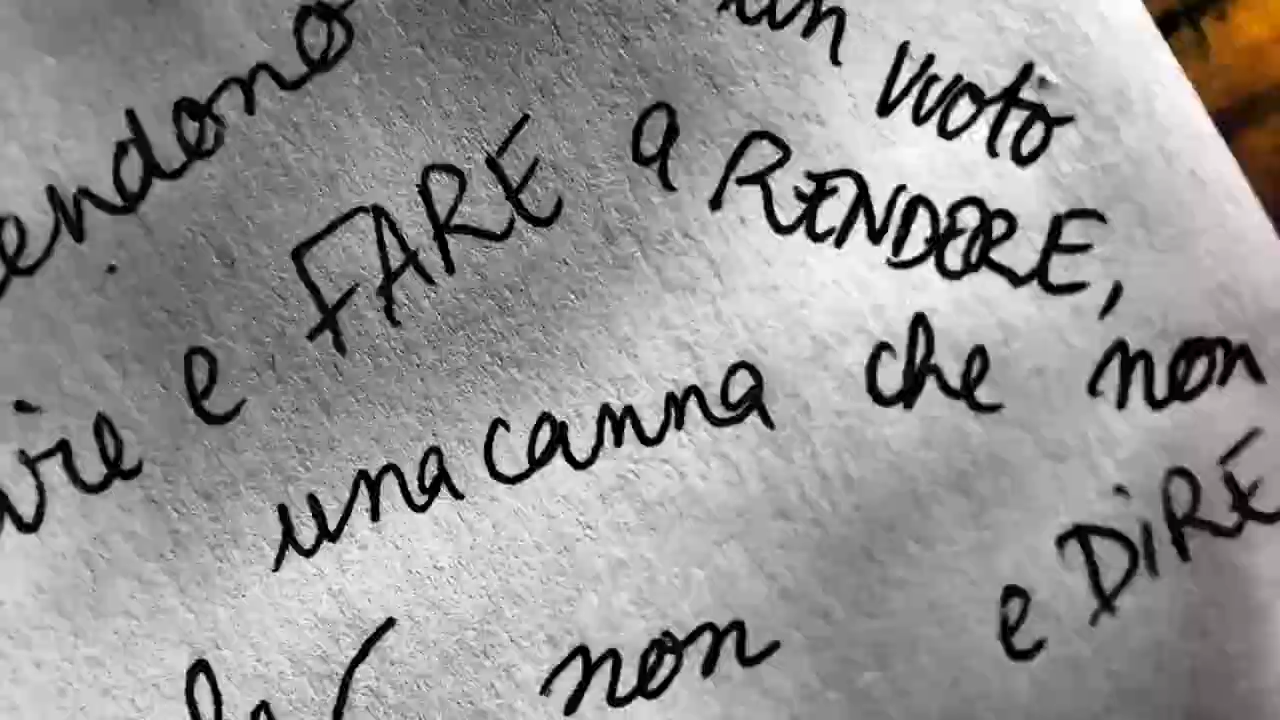 endono un vuoto
FARE a RENDERE,
e una canna che non
non e DIRE